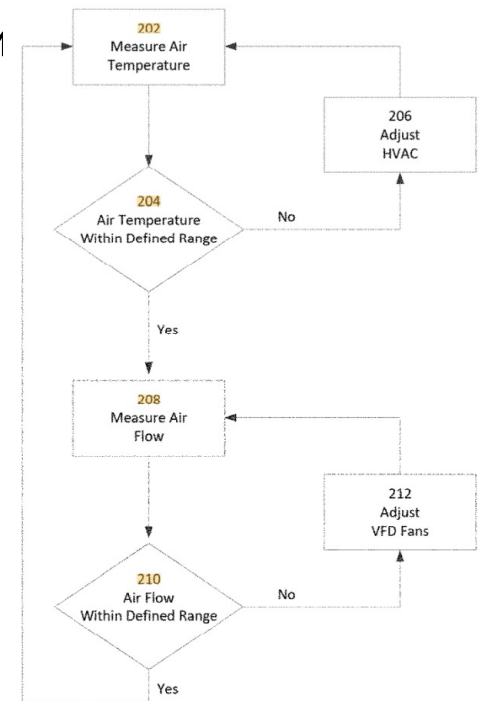 202
Measure Air
Temperature
206
Adjust
HVAC
204
Air Temperature
Within Defined Range
No
Yes
208
Measure Air
Flow
212
Adjust
VFD Fans
210
Air Flow
Within Defined Range
No
Yes